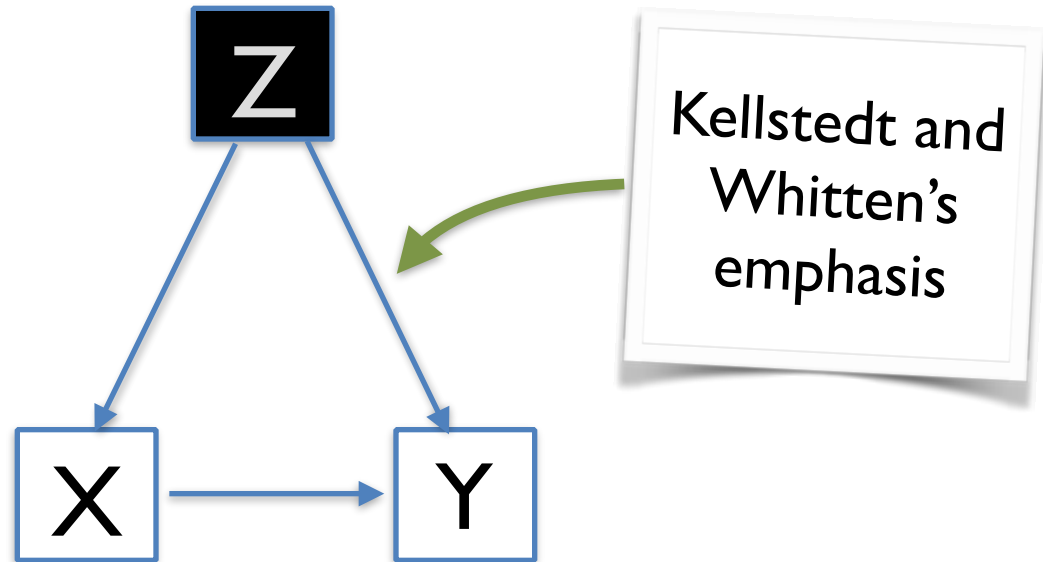 Z
Kellstedt and
Whitten’s
emphasis
X
Y